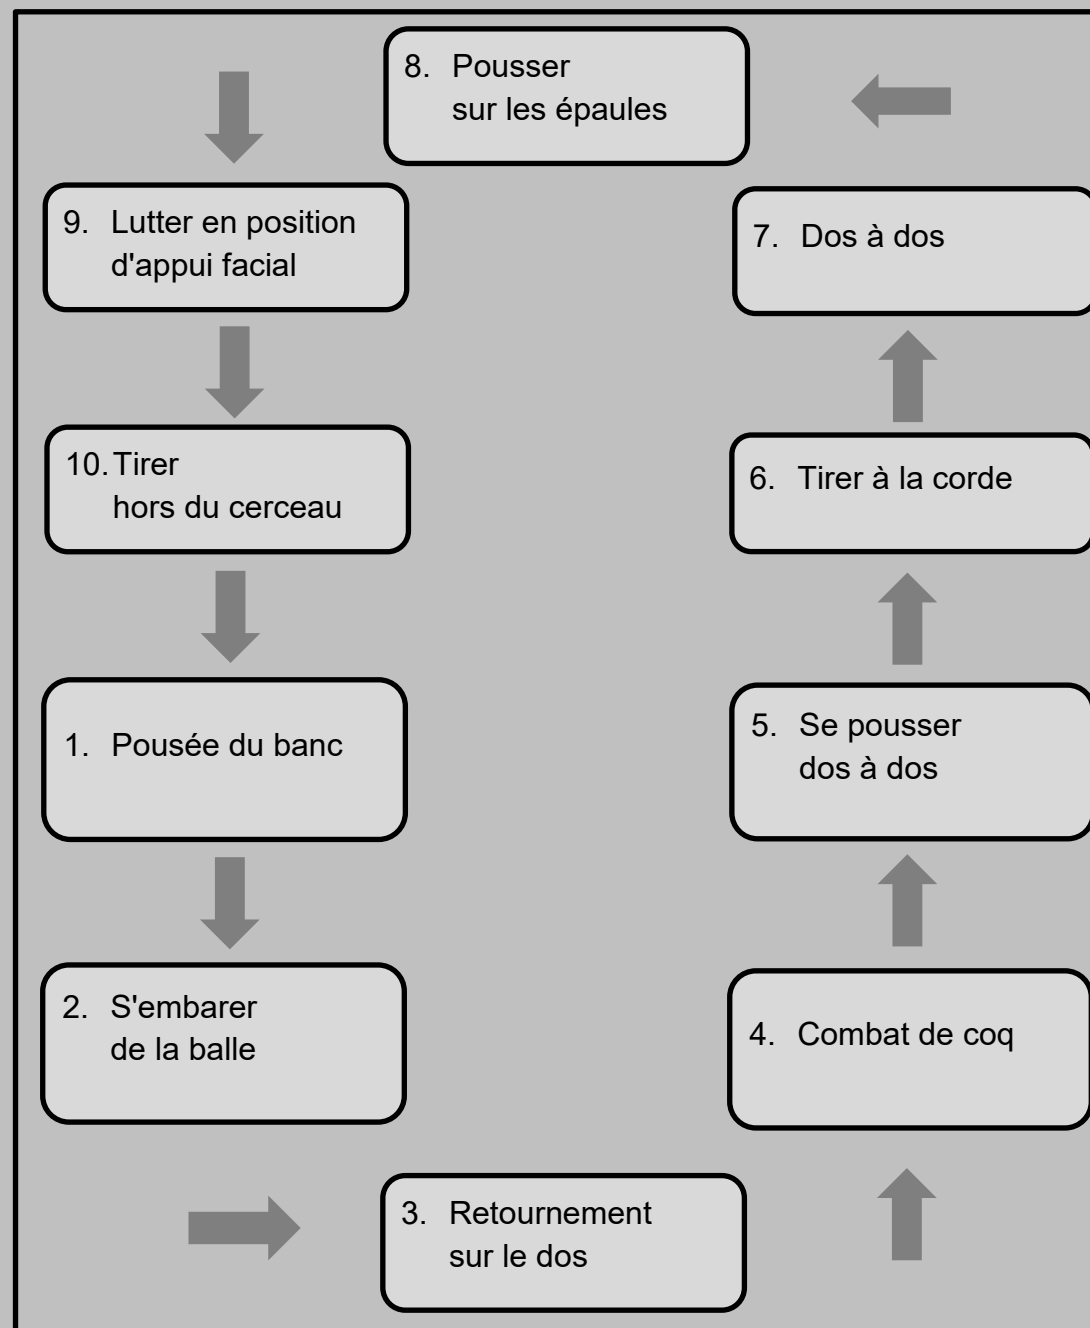 8. Pousser
sur les épaules
9. Lutter en position
d'appui facial
7. Dos à dos
10. Tirer
hors du cerceau
6. Tirer à la corde
1. Pousée du banc
5. Se pousser
dos à dos
2. S'embarer
de la balle
4. Combat de coq
3. Retournement
sur le dos